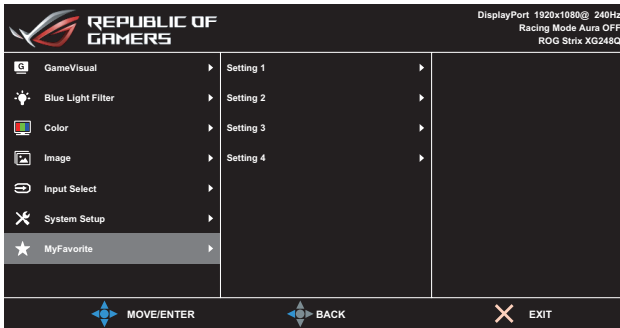 REPUBLIC OF
GAMERS
DisplayPort 1920x1080@ 240Hz
Racing Mode Aura OFF
ROG Strix XG248Q
G GameVisual
Setting 1
Blue Light Filter
Setting 2
Color
Setting 3
Image
Setting 4
Input Select
System Setup
MyFavorite
MOVE/ENTER
BACK
EXIT